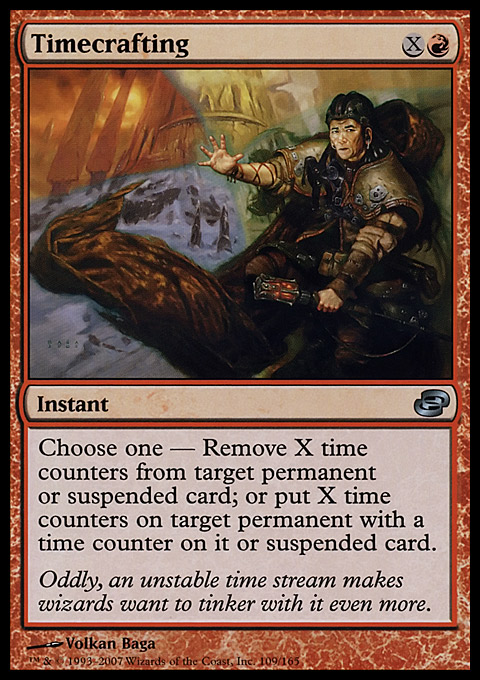 Timecrafting X
Instant
Choose one — Remove X time
counters from target permanent
or suspended card; or put X time
counters on target permanent with a
time counter on it or suspended card.
Oddly, an unstable time stream makes
wizards want to tinker with it even more.
Volkan Baga
™ & © 1993–2007 Wizards of the Coast, Inc. 109/165